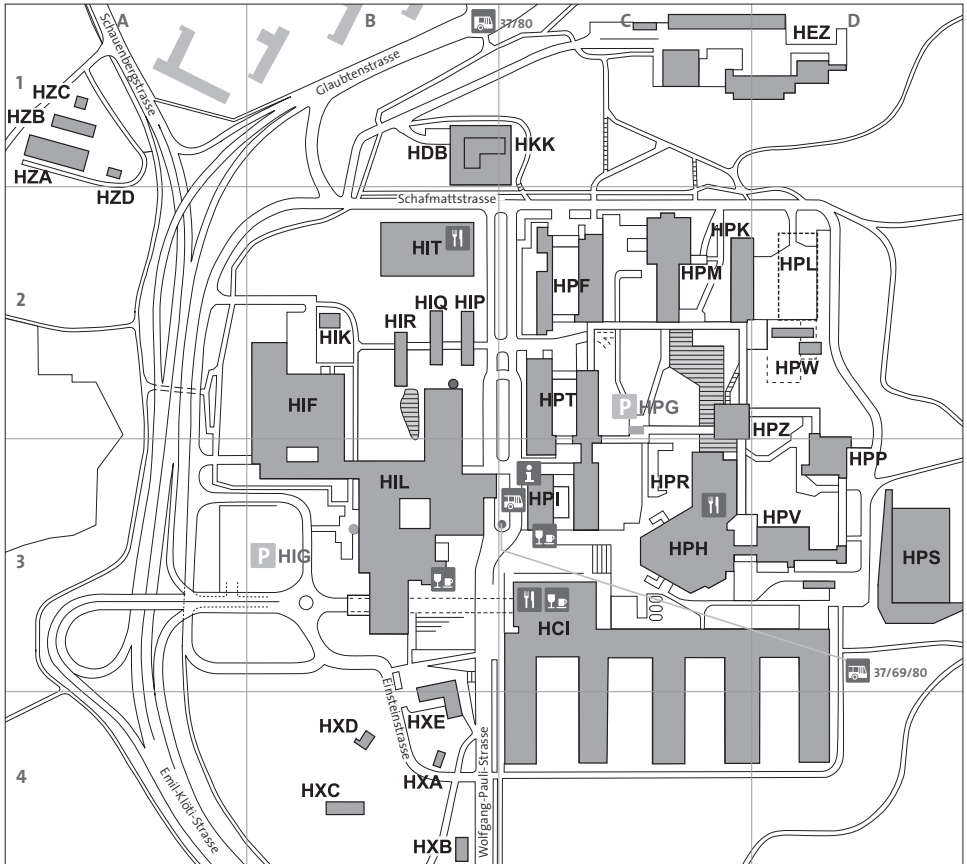 A
B
C
D
37/80
HEZ
Schauenbergstrasse
Glaubtenstrasse
1
HZC
HZB
HZA
HZD
HDB
HKK
Schafmattstrasse
HIT
HPF
HPM
HPK
HPL
2
HIK
HIR
HIQ
HIP
HPW
HIF
HPT
P HPG
HPZ
HPP
HIL
i
HPI
HPR
HPV
3
P HIG
HPH
HPS
HCI
37/69/80
Einsteinstrasse
HXE
HXD
HXA
4
HXC
HXB
Emil-Klöti-Strasse
Wolfgang-Pauli-Strasse